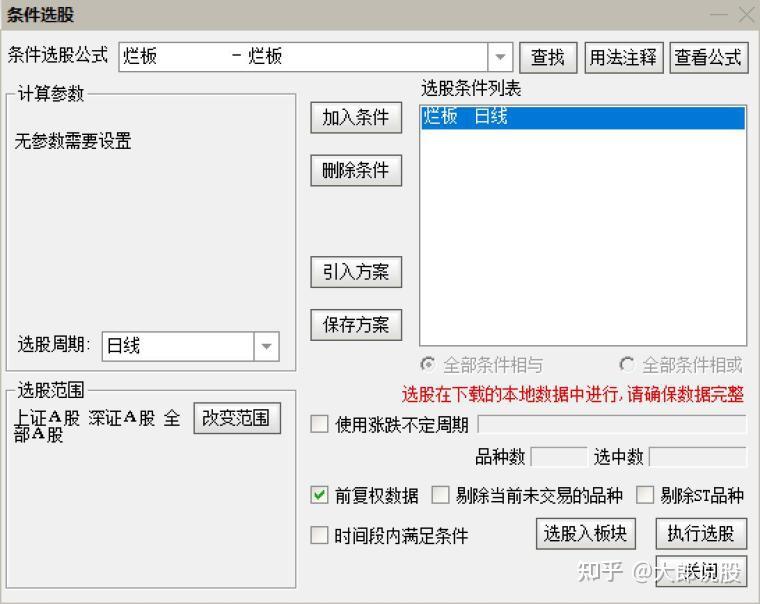 条件选股
条件选股公式 烂板 - 烂板 查找 用法注释 查看公式
计算参数
无参数需要设置
选股周期: 日线
选股范围
上证A股 深证A股 全
部A股
改变范围
加入条件
删除条件
引入方案
保存方案
选股条件列表
烂板 日线
全部条件相与 全部条件相或
选股在下载的本地数据中进行,请确保数据完整
使用涨跌不定周期
品种数 选中数
前复权数据 剔除当前未交易的品种 剔除ST品种
时间段内满足条件 选股入板块 执行选股
关闭
知乎 @大郎说股